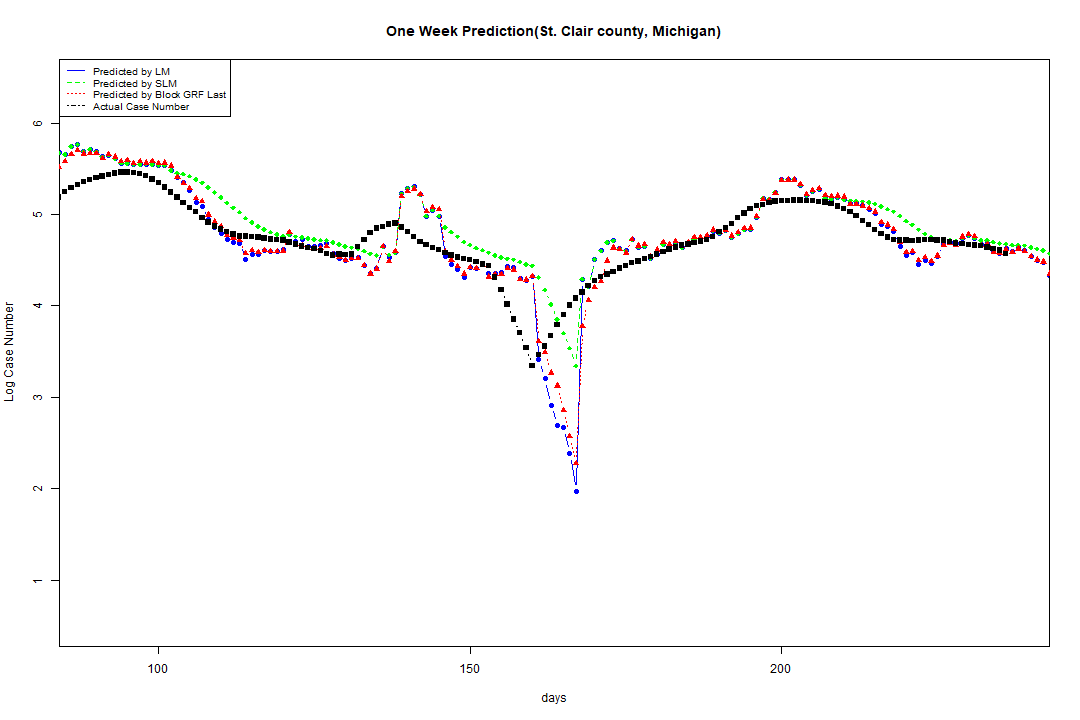 One Week Prediction(St. Clair county, Michigan)
Predicted by LM
Predicted by SLM
Predicted by Block GRF Last
Actual Case Number
Log Case Number
6
5
4
3
2
1
100
150
200
days